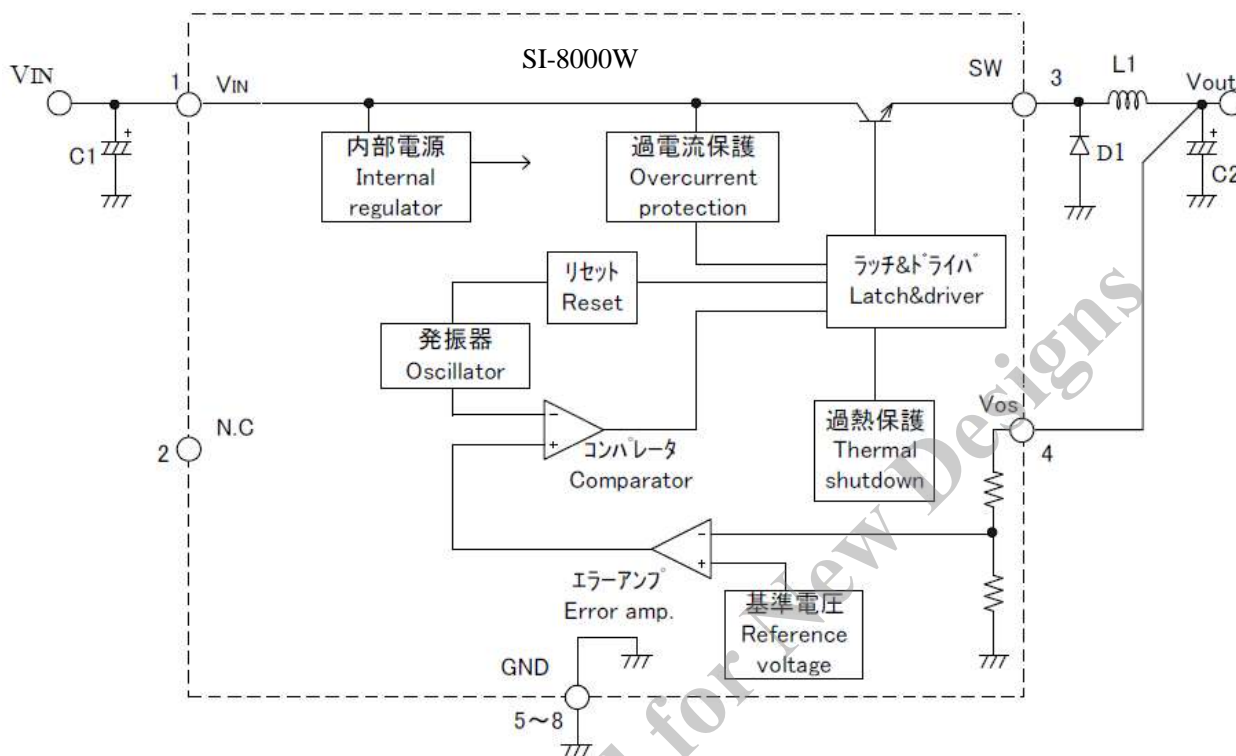 SI-8000W
VIN
1
VIN
SW
3
L1
Vout
C1
+
内部電源
Internal
regulator
過電流保護
Overcurrent
protection
D1
+
C2
リセット
Reset
ラッチ&ドライバ
Latch&driver
発振器
Oscillator
N.C
2
-
+
コンパレータ
Comparator
過熱保護
Thermal
shutdown
Vos
4
-
+
エラーアンプ
Error amp.
基準電圧
Reference
voltage
GND
5～8
for New Designs